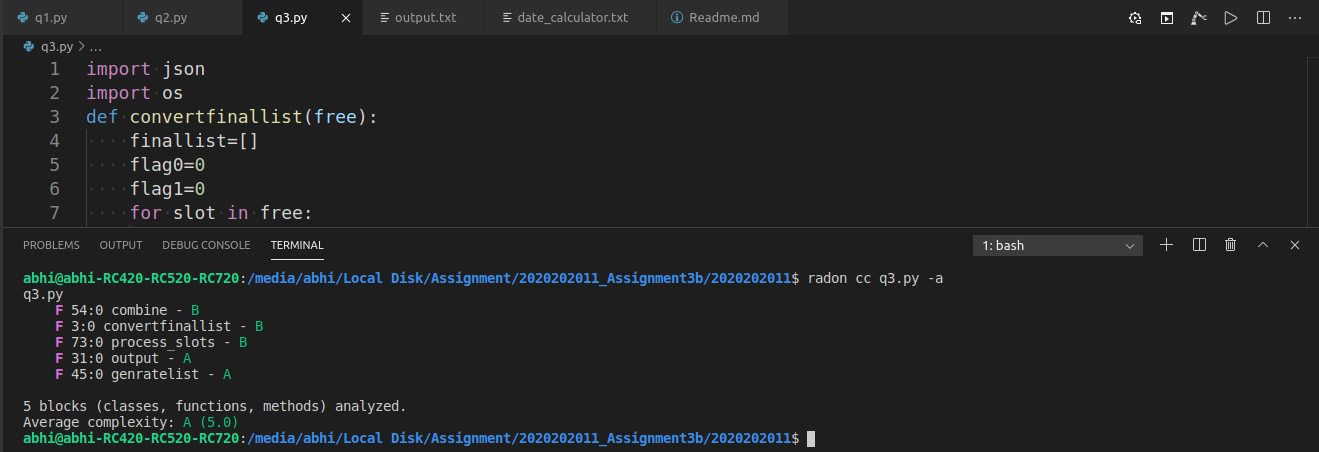 q1.py q2.py q3.py output.txt date_calculator.txt Readme.md
q3.py > ...
1 import json
2 import os
3 def convertfinallist(free):
4 finallist=[]
5 flag0=0
6 flag1=0
7 for slot in free:
PROBLEMS OUTPUT DEBUG CONSOLE TERMINAL 1: bash
abhi@abhi-RC420-RC520-RC720:/media/abhi/Local Disk/Assignment/2020202011_Assignment3b/2020202011$ radon cc q3.py -a
q3.py
F 54:0 combine - B
F 3:0 convertfinallist - B
F 73:0 process_slots - B
F 31:0 output - A
F 45:0 genratelist - A
5 blocks (classes, functions, methods) analyzed.
Average complexity: A (5.0)
abhi@abhi-RC420-RC520-RC720:/media/abhi/Local Disk/Assignment/2020202011_Assignment3b/2020202011$